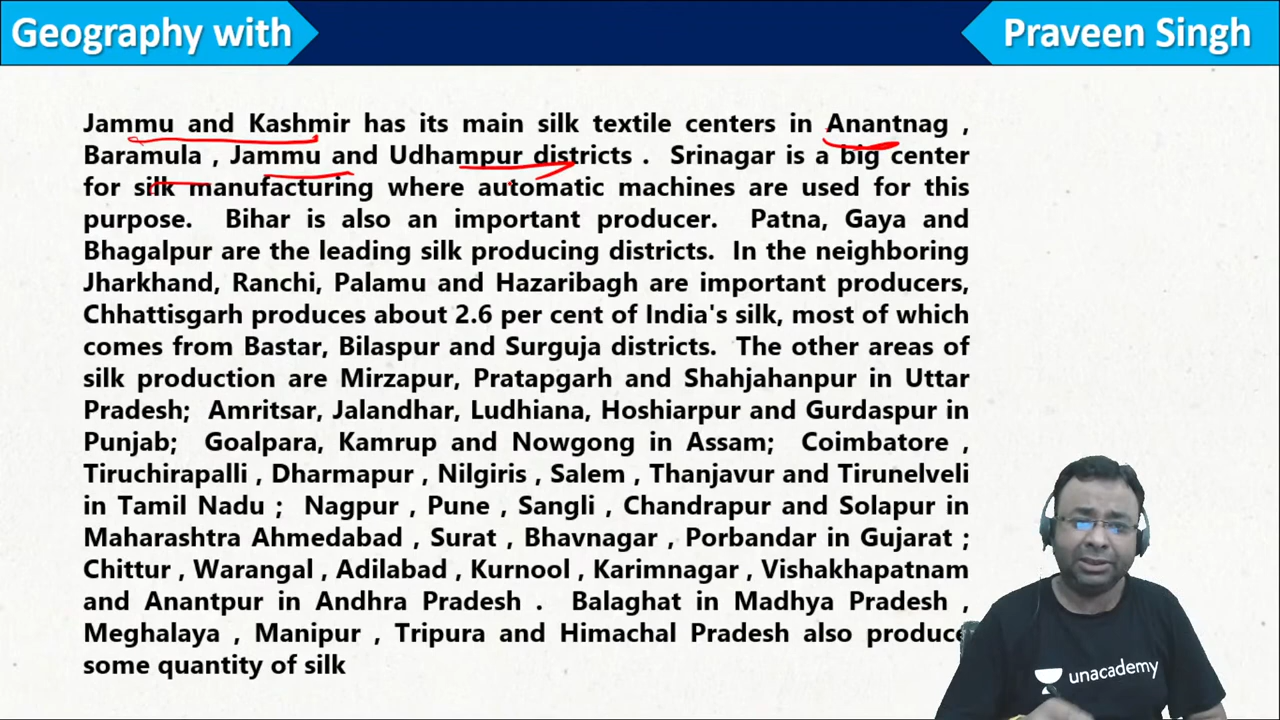 Geography with
Praveen Singh
Jammu and Kashmir has its main silk textile centers in Anantnag ,
Baramula , Jammu and Udhampur districts . Srinagar is a big center
for silk manufacturing where automatic machines are used for this
purpose. Bihar is also an important producer. Patna, Gaya and
Bhagalpur are the leading silk producing districts. In the neighboring
Jharkhand, Ranchi, Palamu and Hazaribagh are important producers,
Chhattisgarh produces about 2.6 per cent of India's silk, most of which
comes from Bastar, Bilaspur and Surguja districts. The other areas of
silk production are Mirzapur, Pratapgarh and Shahjahanpur in Uttar
Pradesh; Amritsar, Jalandhar, Ludhiana, Hoshiarpur and Gurdaspur in
Punjab; Goalpara, Kamrup and Nowgong in Assam; Coimbatore ,
Tiruchirapalli , Dharmapur , Nilgiris , Salem , Thanjavur and Tirunelveli
in Tamil Nadu ; Nagpur , Pune , Sangli , Chandrapur and Solapur in
Maharashtra Ahmedabad , Surat , Bhavnagar , Porbandar in Gujarat ;
Chittur , Warangal , Adilabad , Kurnool , Karimnagar , Vishakhapatnam
and Anantpur in Andhra Pradesh . Balaghat in Madhya Pradesh ,
Meghalaya , Manipur , Tripura and Himachal Pradesh also produce
some quantity of silk
unacademy